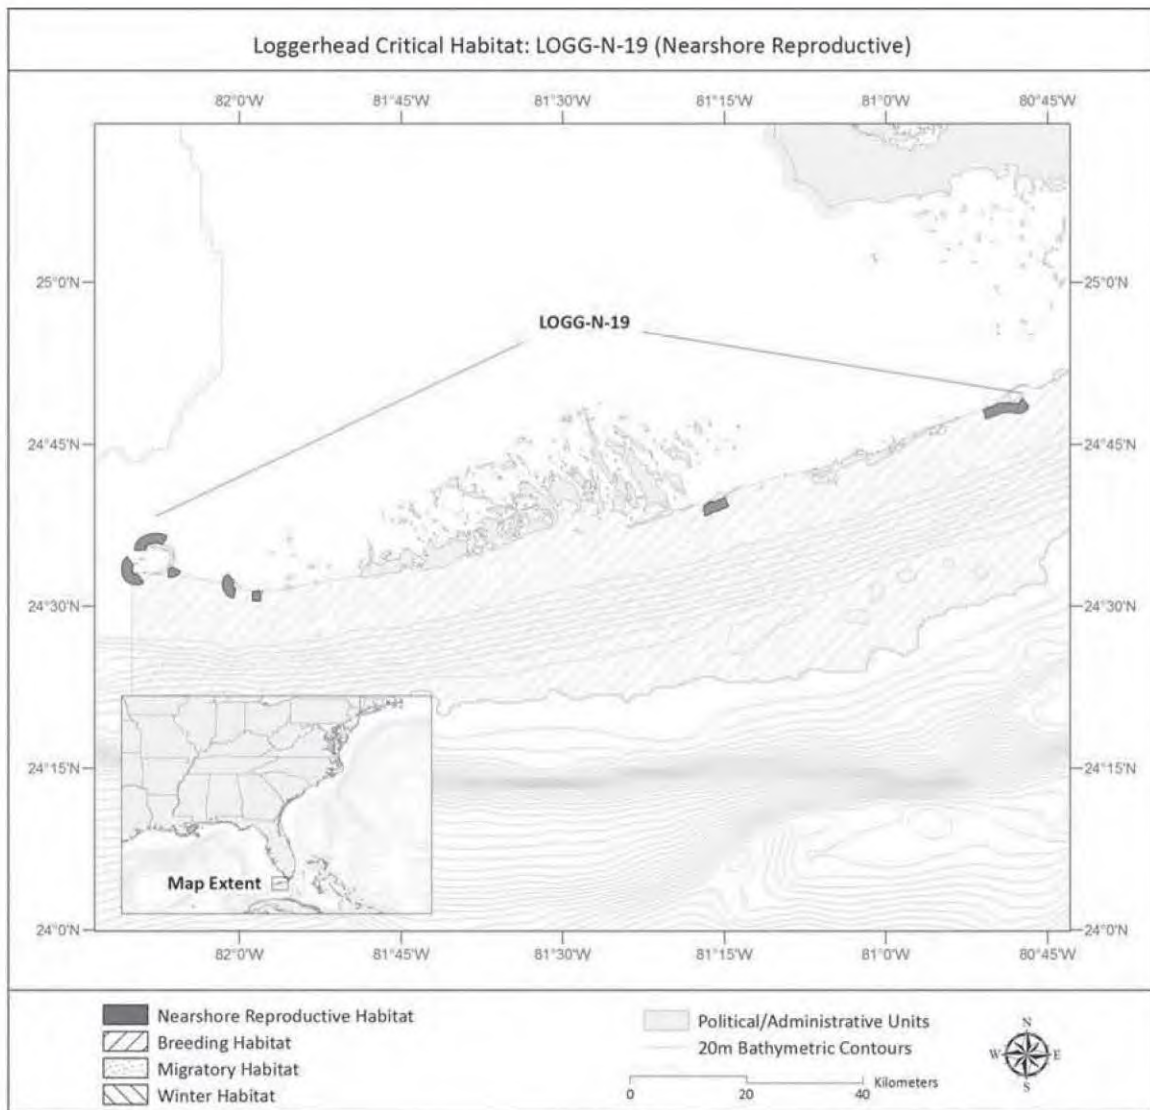 Loggerhead Critical Habitat: LOGG-N-19 (Nearshore Reproductive)
82°0'W 81°45'W 81°30'W 81°15'W 81°0'W 80°45'W
25°0'N 25°0'N
LOGG-N-19
24°45'N 24°45'N
24°30'N 24°30'N
24°15'N 24°15'N
Map Extent
24°0'N 24°0'N
82°0'W 81°45'W 81°30'W 81°15'W 81°0'W 80°45'W
Nearshore Reproductive Habitat
Breeding Habitat
Migratory Habitat
Winter Habitat
Political/Administrative Units
20m Bathymetric Contours
Kilometers
0 20 40
N
W E
S